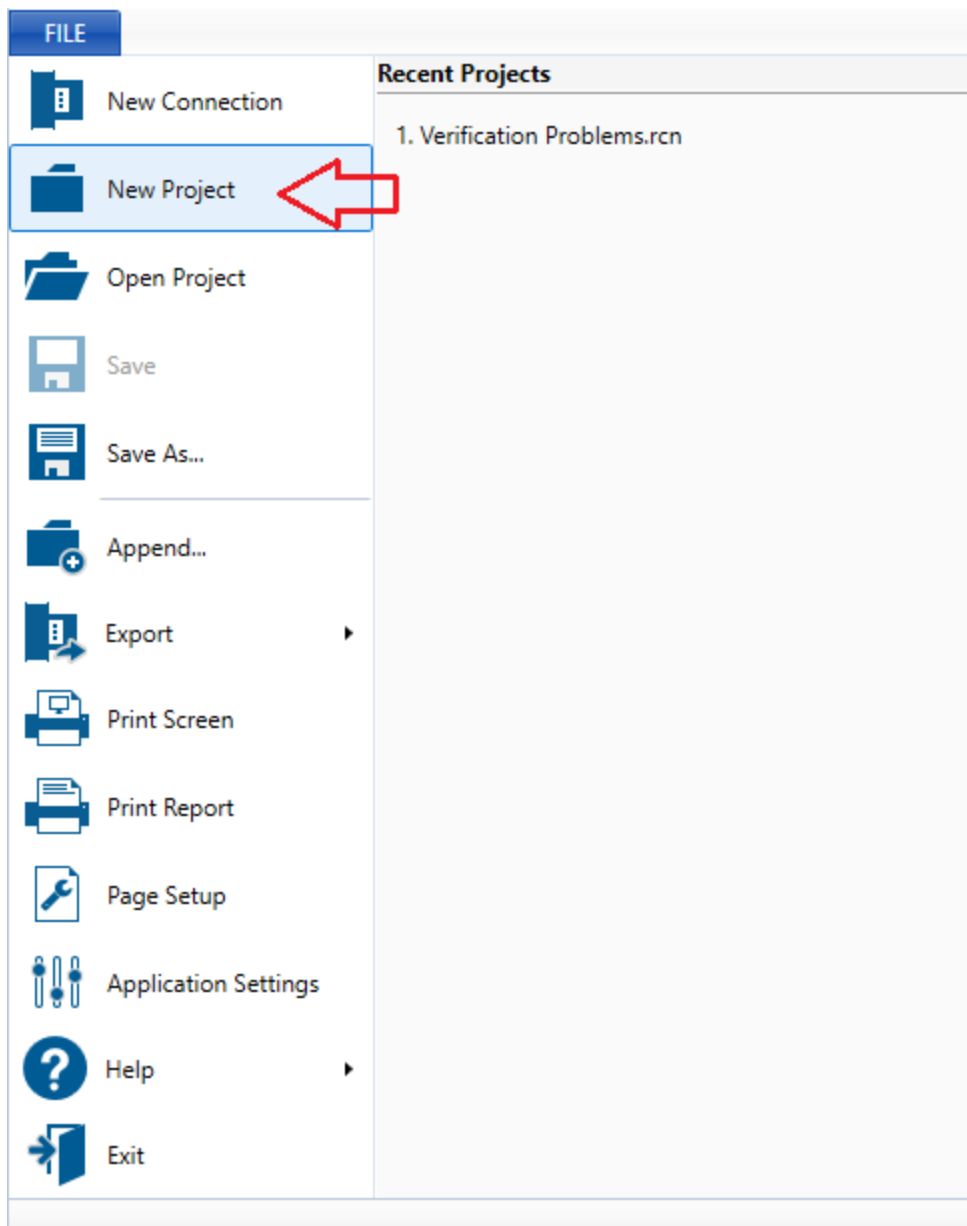 FILE
New Connection
New Project
Open Project
Save
Save As...
Append...
Export
Print Screen
Print Report
Page Setup
Application Settings
Help
Exit
Recent Projects
1. Verification Problems.rcn